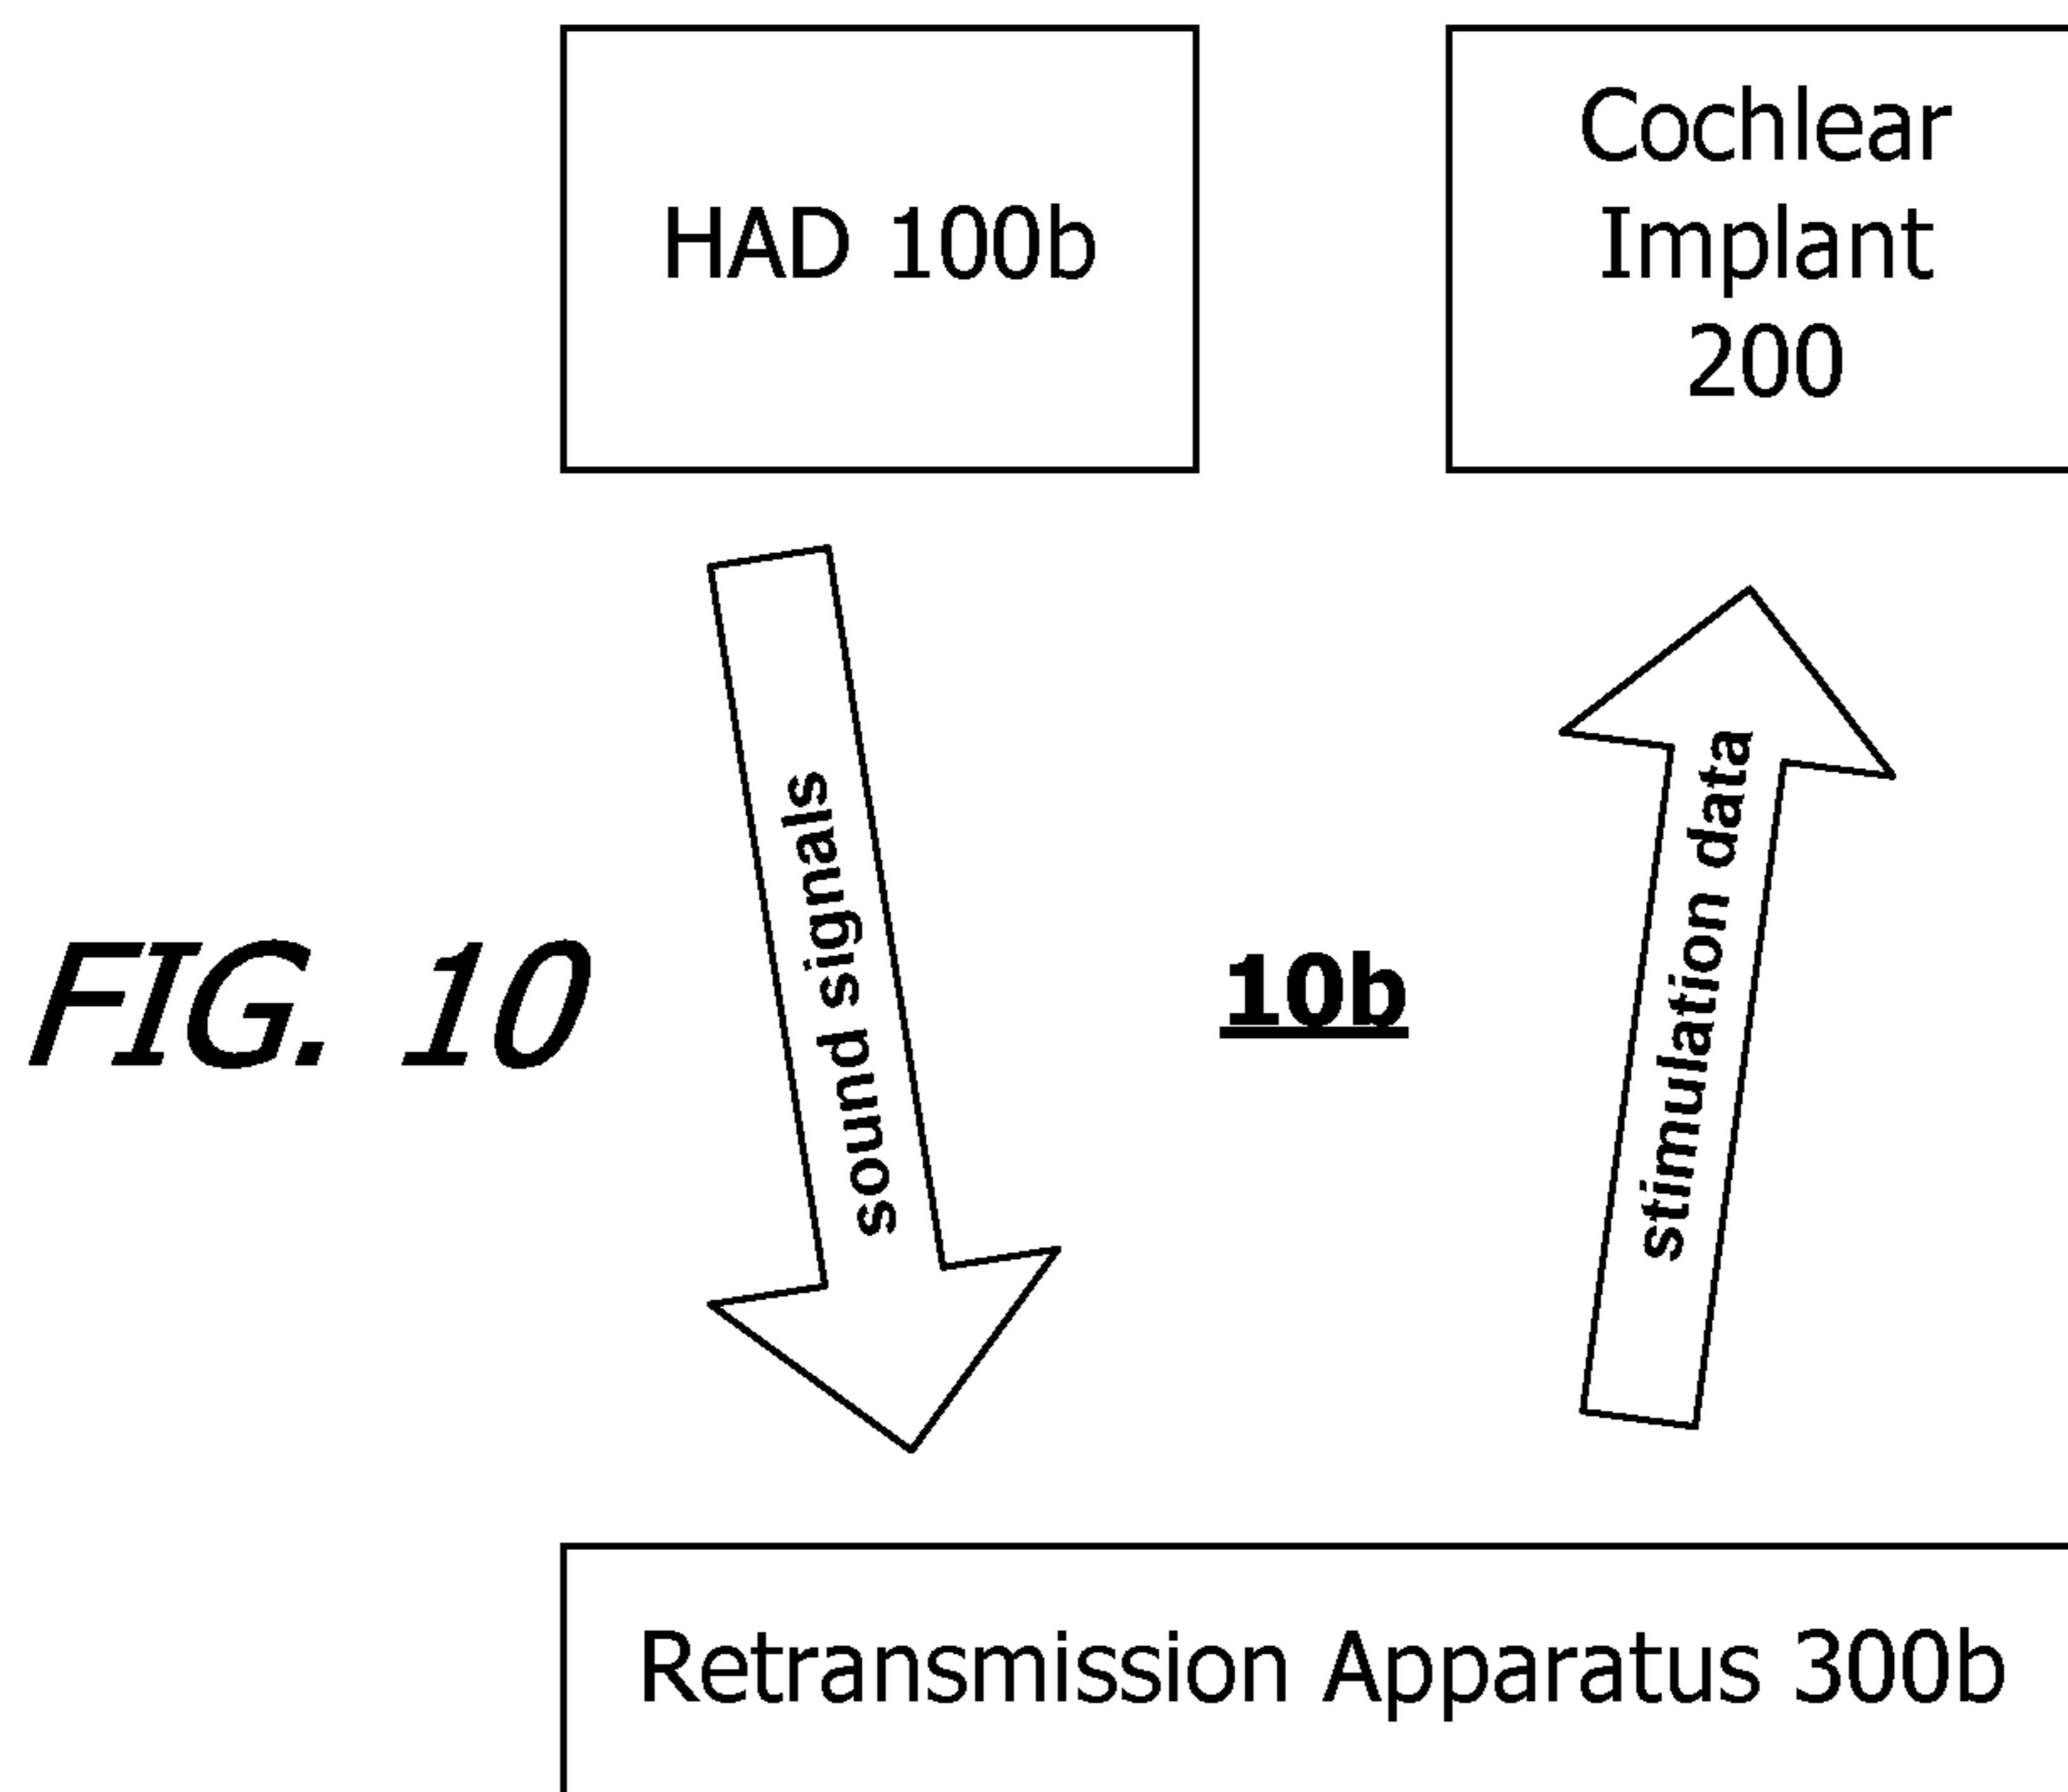 HAD 100b
Cochlear
Implant
200
sound signals
stimulation data
10b
FIG. 10
Retransmission Apparatus 300b